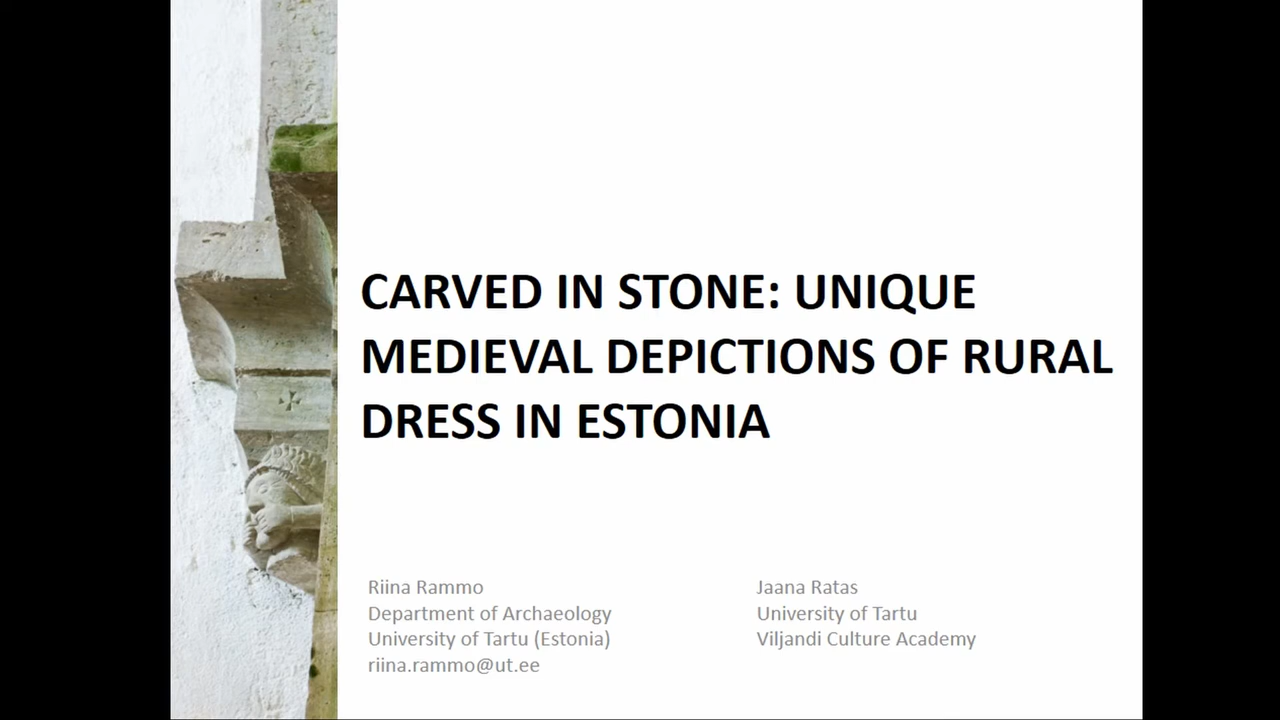 CARVED IN STONE: UNIQUE
MEDIEVAL DEPICTIONS OF RURAL
DRESS IN ESTONIA
Riina Rammo
Department of Archaeology
University of Tartu (Estonia)
riina.rammo@ut.ee
Jaana Ratas
University of Tartu
Viljandi Culture Academy